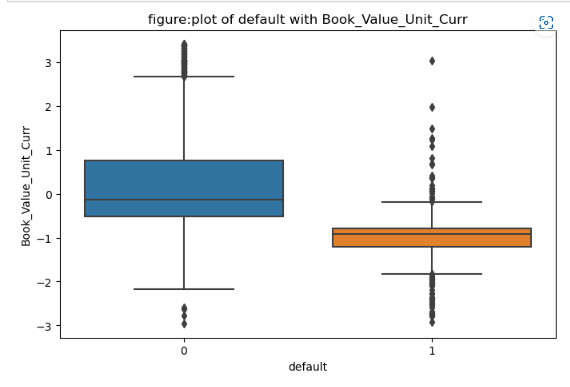 figure:plot of default with Book_Value_Unit_Curr
Book_Value_Unit_Curr
3
2
1
0
−1
−2
−3
0 1
default